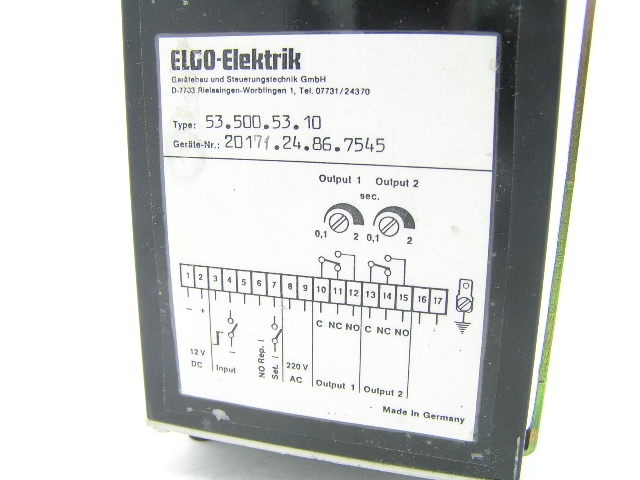 ELGO-Elektrik
Gerätebau und Steuerungstechnik GmbH
D-7703 Rielasingen-Worblingen 1, Tel. 07731/24370
Type: 53.500.53.10
Geräte-Nr.: 20171.24.86.7545
Output 1 Output 2
sec.
0,1 2 0,1 2
1 2 3 4 5 6 7 8 9 10 11 12 13 14 15 16 17
− + C NC NO C NC NO
12 V DC
Input
NO Rep. I
Set. I
220 V AC
Output 1 Output 2
Made in Germany